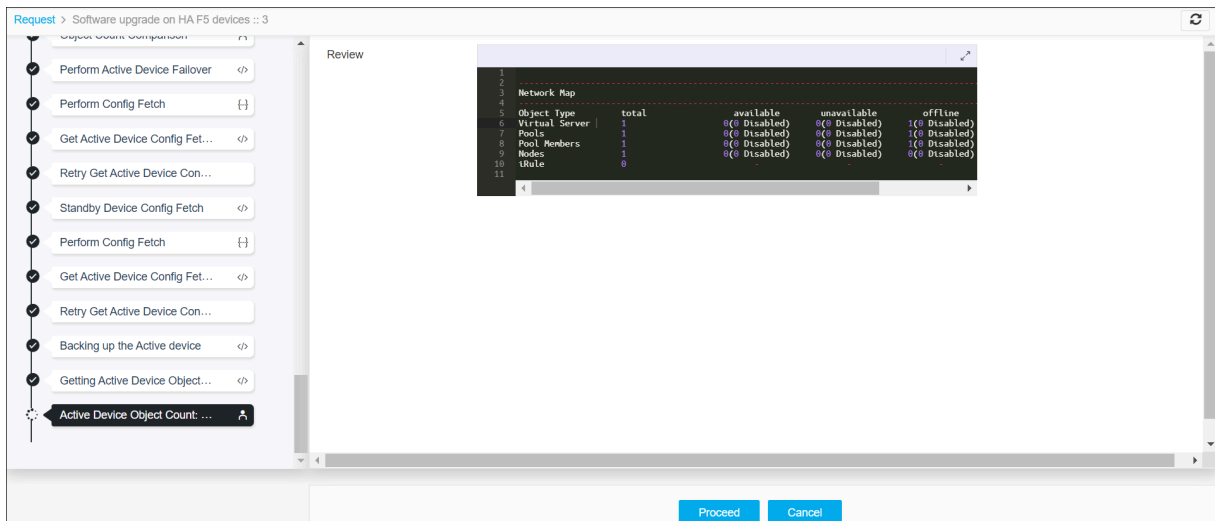 Request > Software upgrade on HA F5 devices :: 3
Object Count Comparison
Perform Active Device Failover
Perform Config Fetch
Get Active Device Config Fet...
Retry Get Active Device Con...
Standby Device Config Fetch
Perform Config Fetch
Get Active Device Config Fet...
Retry Get Active Device Con...
Backing up the Active device
Getting Active Device Object...
Active Device Object Count: ...
Review
1
2 ----------------------------------------
3 Network Map
4 ----------------------------------------
5 Object Type total available unavailable offline
6 Virtual Server | 1 0(0 Disabled) 0(0 Disabled) 1(0 Disabled)
7 Pools 1 0(0 Disabled) 0(0 Disabled) 1(0 Disabled)
8 Pool Members 1 0(0 Disabled) 0(0 Disabled) 1(0 Disabled)
9 Nodes 1 0(0 Disabled) 0(0 Disabled) 0(0 Disabled)
10 iRule 0 - - -
11
Proceed Cancel